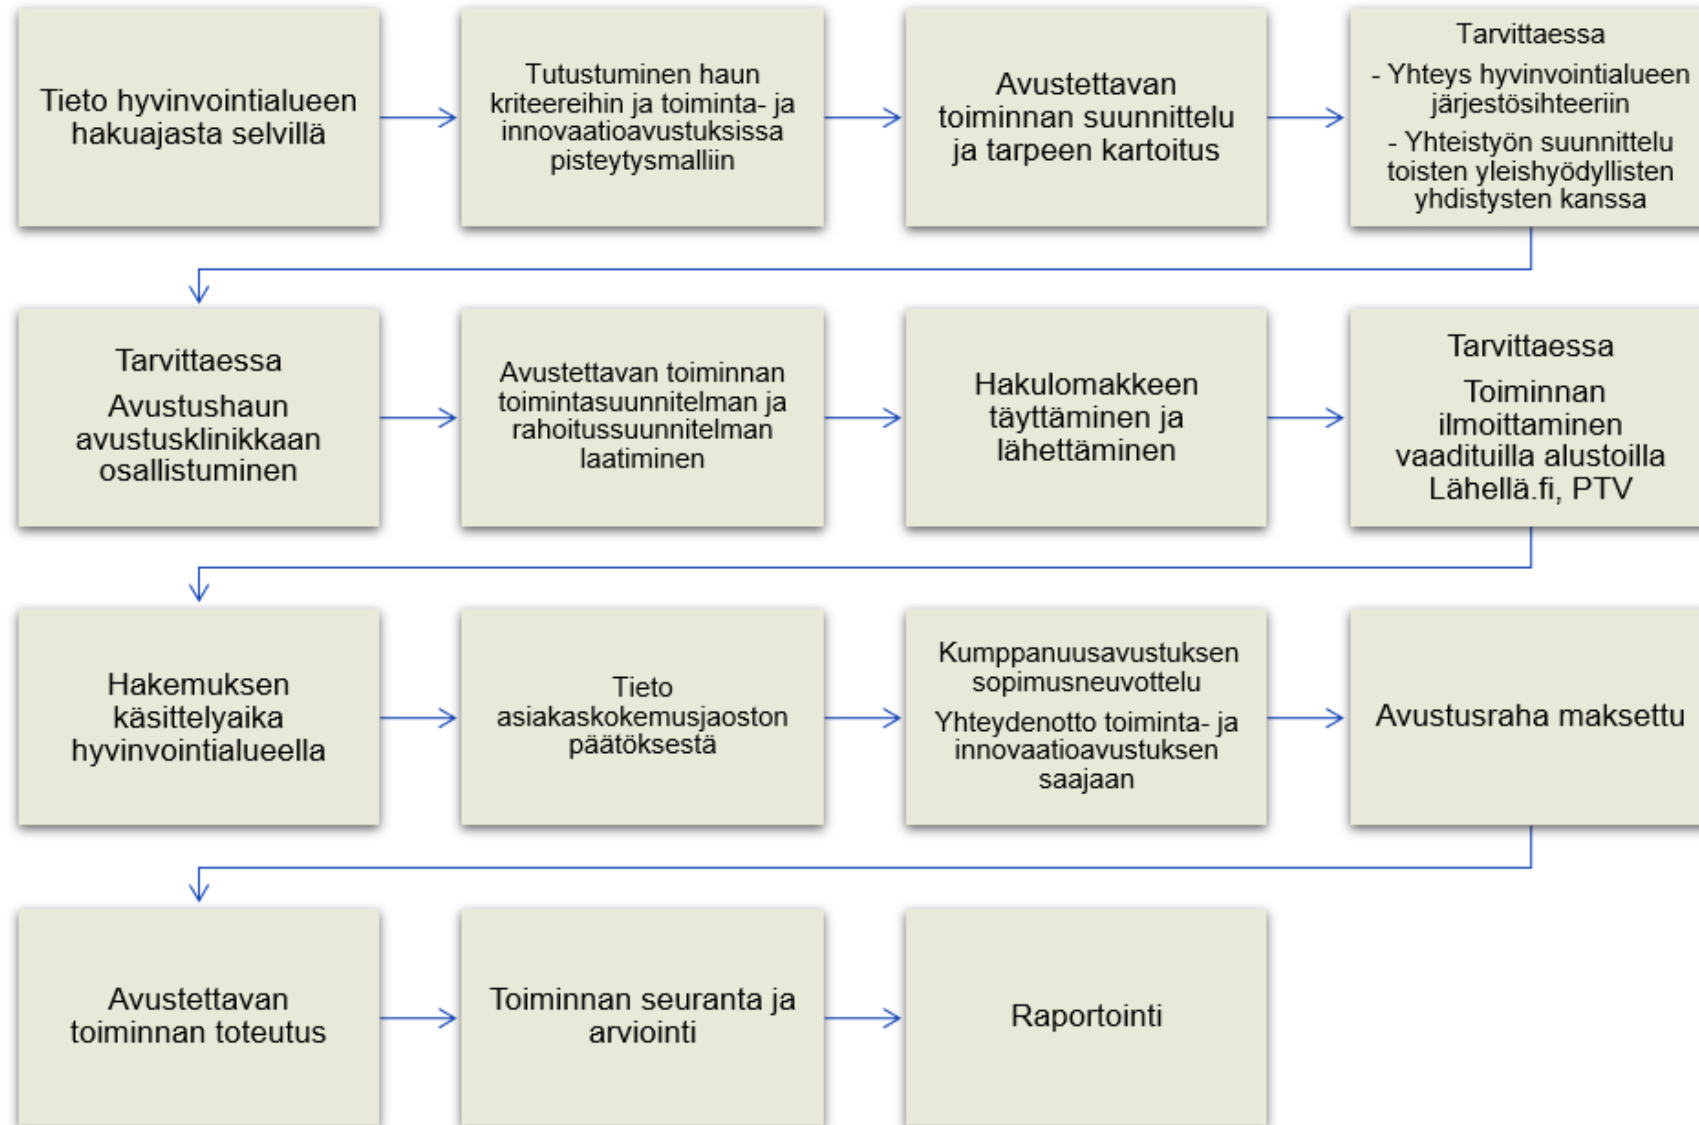 Tieto hyvinvointialueen
hakuajasta selvillä
Tutustuminen haun
kriteereihin ja toiminta- ja
innovaatioavustuksissa
pisteytysmalliin
Avustettavan
toiminnan suunnittelu
ja tarpeen kartoitus
Tarvittaessa
- Yhteys hyvinvointialueen
järjestösihteeriin
- Yhteistyön suunnittelu
toisten yleishyödyllisten
yhdistysten kanssa
Tarvittaessa
Avustushaun
avustusklinikkaan
osallistuminen
Avustettavan toiminnan
toimintasuunnitelman ja
rahoitussuunnitelman
laatiminen
Hakulomakkeen
täyttäminen ja
lähettäminen
Tarvittaessa
Toiminnan
ilmoittaminen
vaadituilla alustoilla
Lähellä.fi, PTV
Hakemuksen
käsittelyaika
hyvinvointialueella
Tieto
asiakaskokemusjaoston
päätöksestä
Kumppanuusavustuksen
sopimusneuvottelu
Yhteydenotto toiminta- ja
innovaatioavustuksen
saajaan
Avustusraha maksettu
Avustettavan
toiminnan toteutus
Toiminnan seuranta ja
arviointi
Raportointi